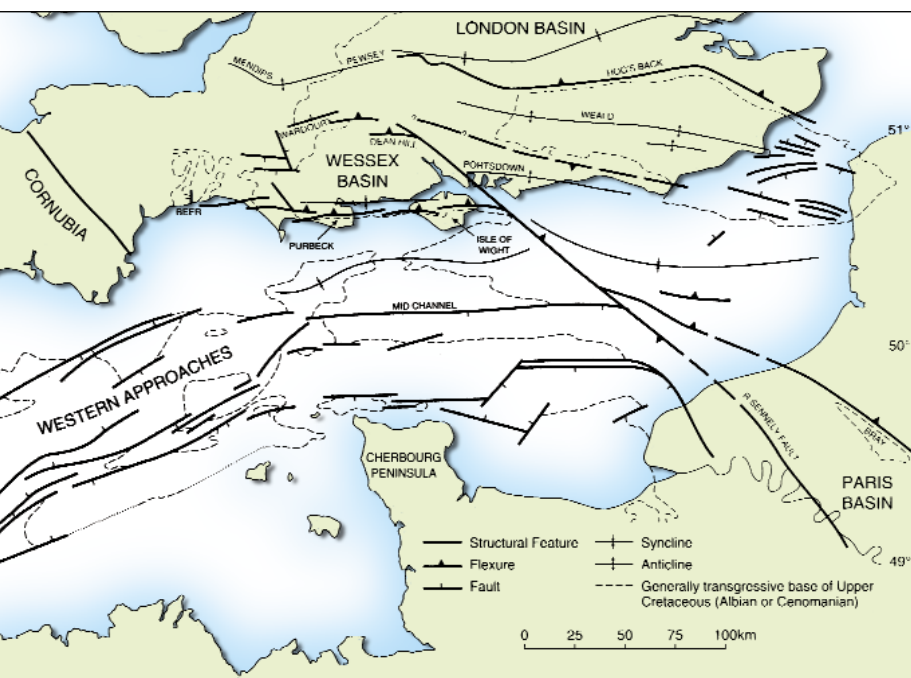 LONDON BASIN
MENDIPS
PEWSEY
HOG'S BACK
WEALD
51°
WARDOUR
DEAN HILL
WESSEX
BASIN
PORTSDOWN
CORNUBIA
PURBECK
ISLE OF
WIGHT
MID CHANNEL
50°
WESTERN APPROACHES
R SENNELY FAULT
BRAY
CHERBOURG
PENINSULA
PARIS
BASIN
Structural Feature
Syncline
Flexure
Anticline
49°
Fault
Generally transgressive base of Upper
Cretaceous (Albian or Cenomanian)
0 25 50 75 100km